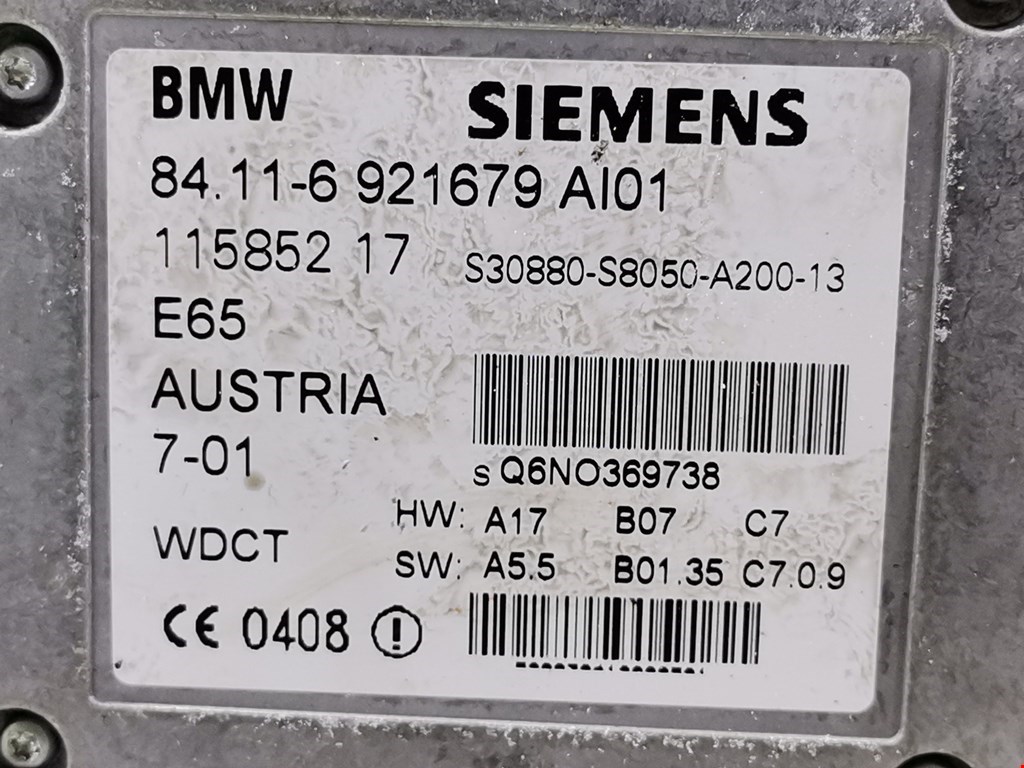 BMW SIEMENS
84.11-6 921679 AI01
115852 17 S30880-S8050-A200-13
E65
AUSTRIA
7-01
s Q6NO369738
HW: A17 B07 C7
WDCT
SW: A5.5 B01.35 C7.0.9
CE 0408